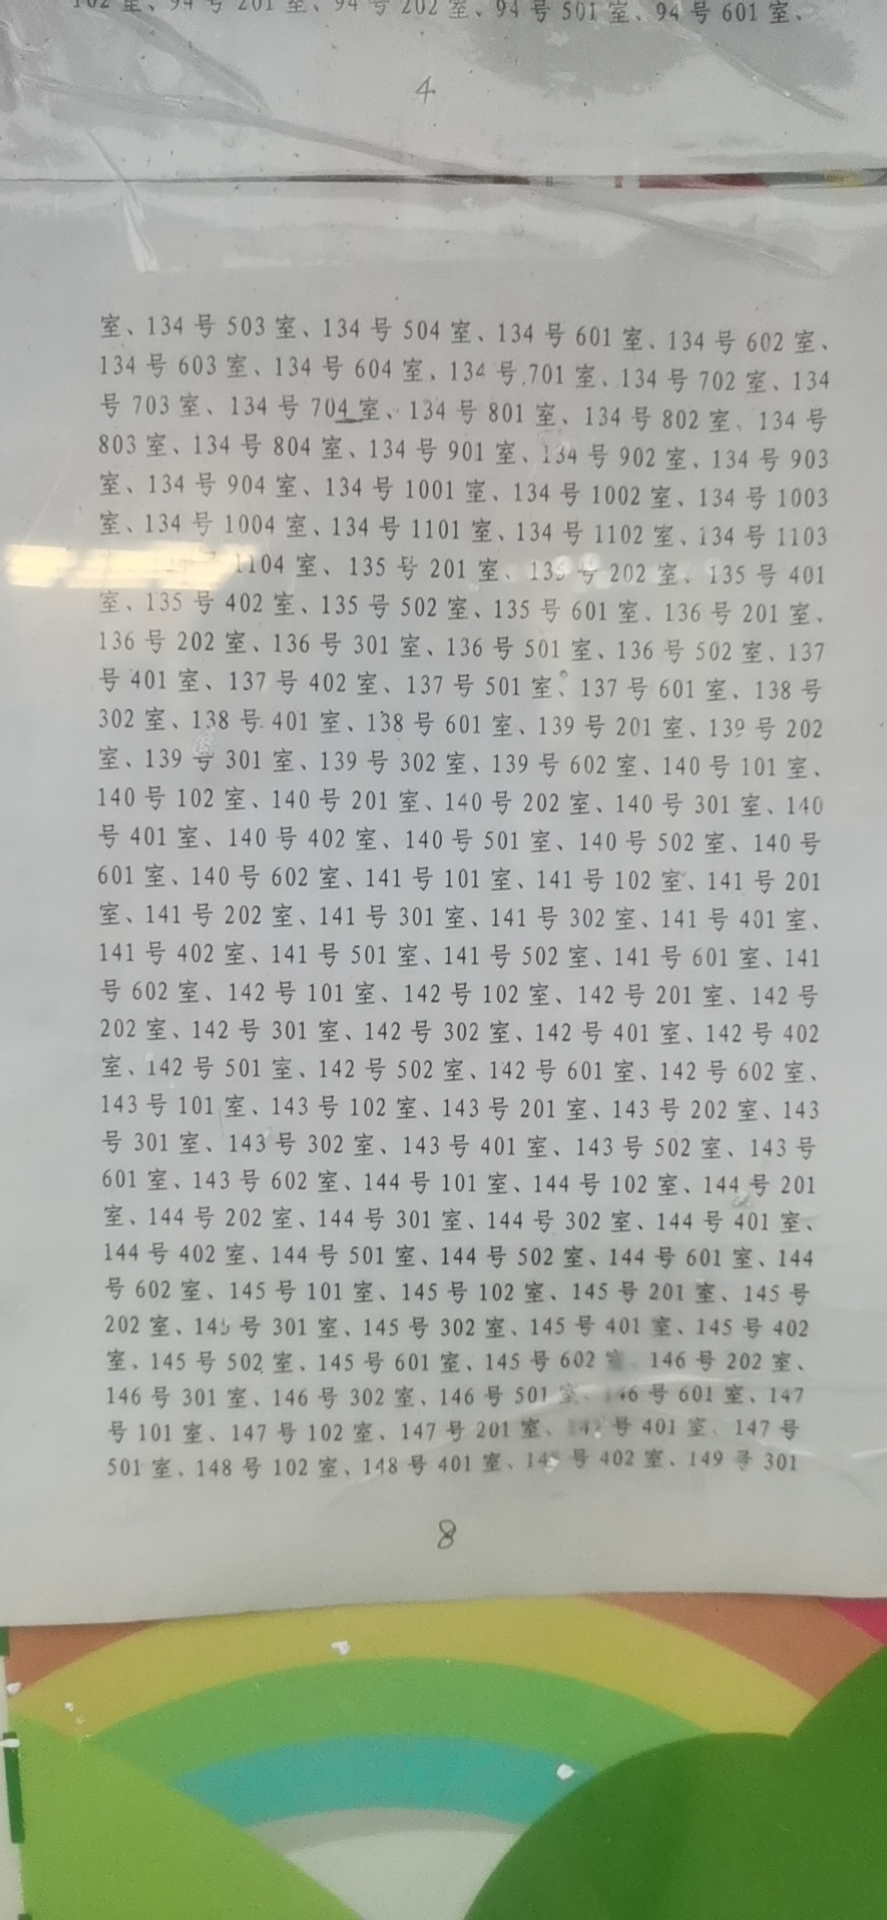 102 室、94 号 201 室、94 号 202 室、94 号 501 室、94 号 601 室、
4
室、134 号 503 室、134 号 504 室、134 号 601 室、134 号 602 室、
134 号 603 室、134 号 604 室、134 号 701 室、134 号 702 室、134
号 703 室、134 号 704 室、134 号 801 室、134 号 802 室、134 号
803 室、134 号 804 室、134 号 901 室、134 号 902 室、134 号 903
室、134 号 904 室、134 号 1001 室、134 号 1002 室、134 号 1003
室、134 号 1004 室、134 号 1101 室、134 号 1102 室、134 号 1103
1104 室、135 号 201 室、135 号 202 室、135 号 401
室、135 号 402 室、135 号 502 室、135 号 601 室、136 号 201 室、
136 号 202 室、136 号 301 室、136 号 501 室、136 号 502 室、137
号 401 室、137 号 402 室、137 号 501 室、137 号 601 室、138 号
302 室、138 号 401 室、138 号 601 室、139 号 201 室、139 号 202
室、139 号 301 室、139 号 302 室、139 号 602 室、140 号 101 室、
140 号 102 室、140 号 201 室、140 号 202 室、140 号 301 室、140
号 401 室、140 号 402 室、140 号 501 室、140 号 502 室、140 号
601 室、140 号 602 室、141 号 101 室、141 号 102 室、141 号 201
室、141 号 202 室、141 号 301 室、141 号 302 室、141 号 401 室、
141 号 402 室、141 号 501 室、141 号 502 室、141 号 601 室、141
号 602 室、142 号 101 室、142 号 102 室、142 号 201 室、142 号
202 室、142 号 301 室、142 号 302 室、142 号 401 室、142 号 402
室、142 号 501 室、142 号 502 室、142 号 601 室、142 号 602 室、
143 号 101 室、143 号 102 室、143 号 201 室、143 号 202 室、143
号 301 室、143 号 302 室、143 号 401 室、143 号 502 室、143 号
601 室、143 号 602 室、144 号 101 室、144 号 102 室、144 号 201
室、144 号 202 室、144 号 301 室、144 号 302 室、144 号 401 室、
144 号 402 室、144 号 501 室、144 号 502 室、144 号 601 室、144
号 602 室、145 号 101 室、145 号 102 室、145 号 201 室、145 号
202 室、145 号 301 室、145 号 302 室、145 号 401 室、145 号 402
室、145 号 502 室、145 号 601 室、145 号 602 室、146 号 202 室、
146 号 301 室、146 号 302 室、146 号 501 室、146 号 601 室、147
号 101 室、147 号 102 室、147 号 201 室、147 号 401 室、147 号
501 室、148 号 102 室、148 号 401 室、号 402 室、149 号 301
8